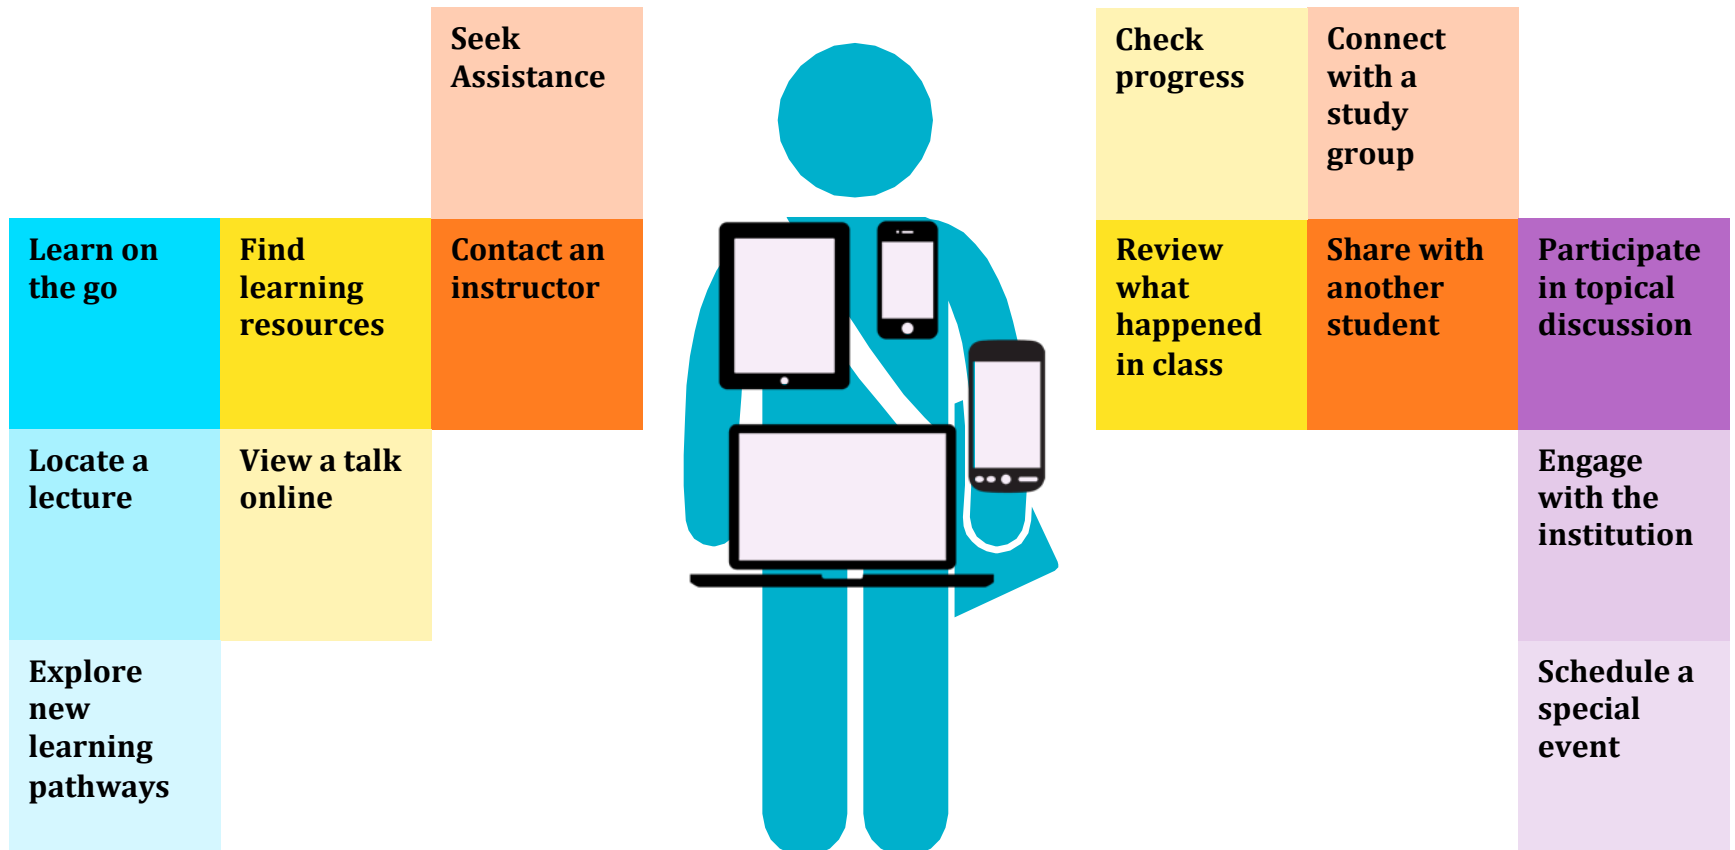 Seek
Assistance
Check
progress
Connect
with a
study
group
Learn on
the go
Find
learning
resources
Contact an
instructor
Review
what
happened
in class
Share with
another
student
Participate
in topical
discussion
Locate a
lecture
View a talk
online
Engage
with the
institution
Explore
new
learning
pathways
Schedule a
special
event